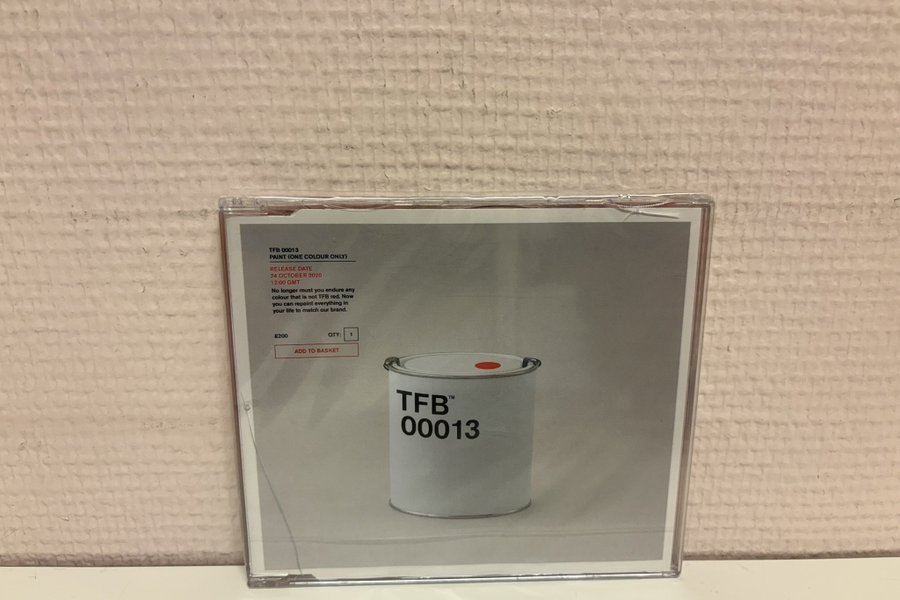 TFB 00013
PAINT (ONE COLOUR ONLY)
RELEASE DATE
24 OCTOBER 2020
12:00 GMT
No longer must you endure any
colour that is not TFB red. Now
you can repaint everything in
your life to match our brand.
£200 QTY: 1
ADD TO BASKET
TFB™
00013